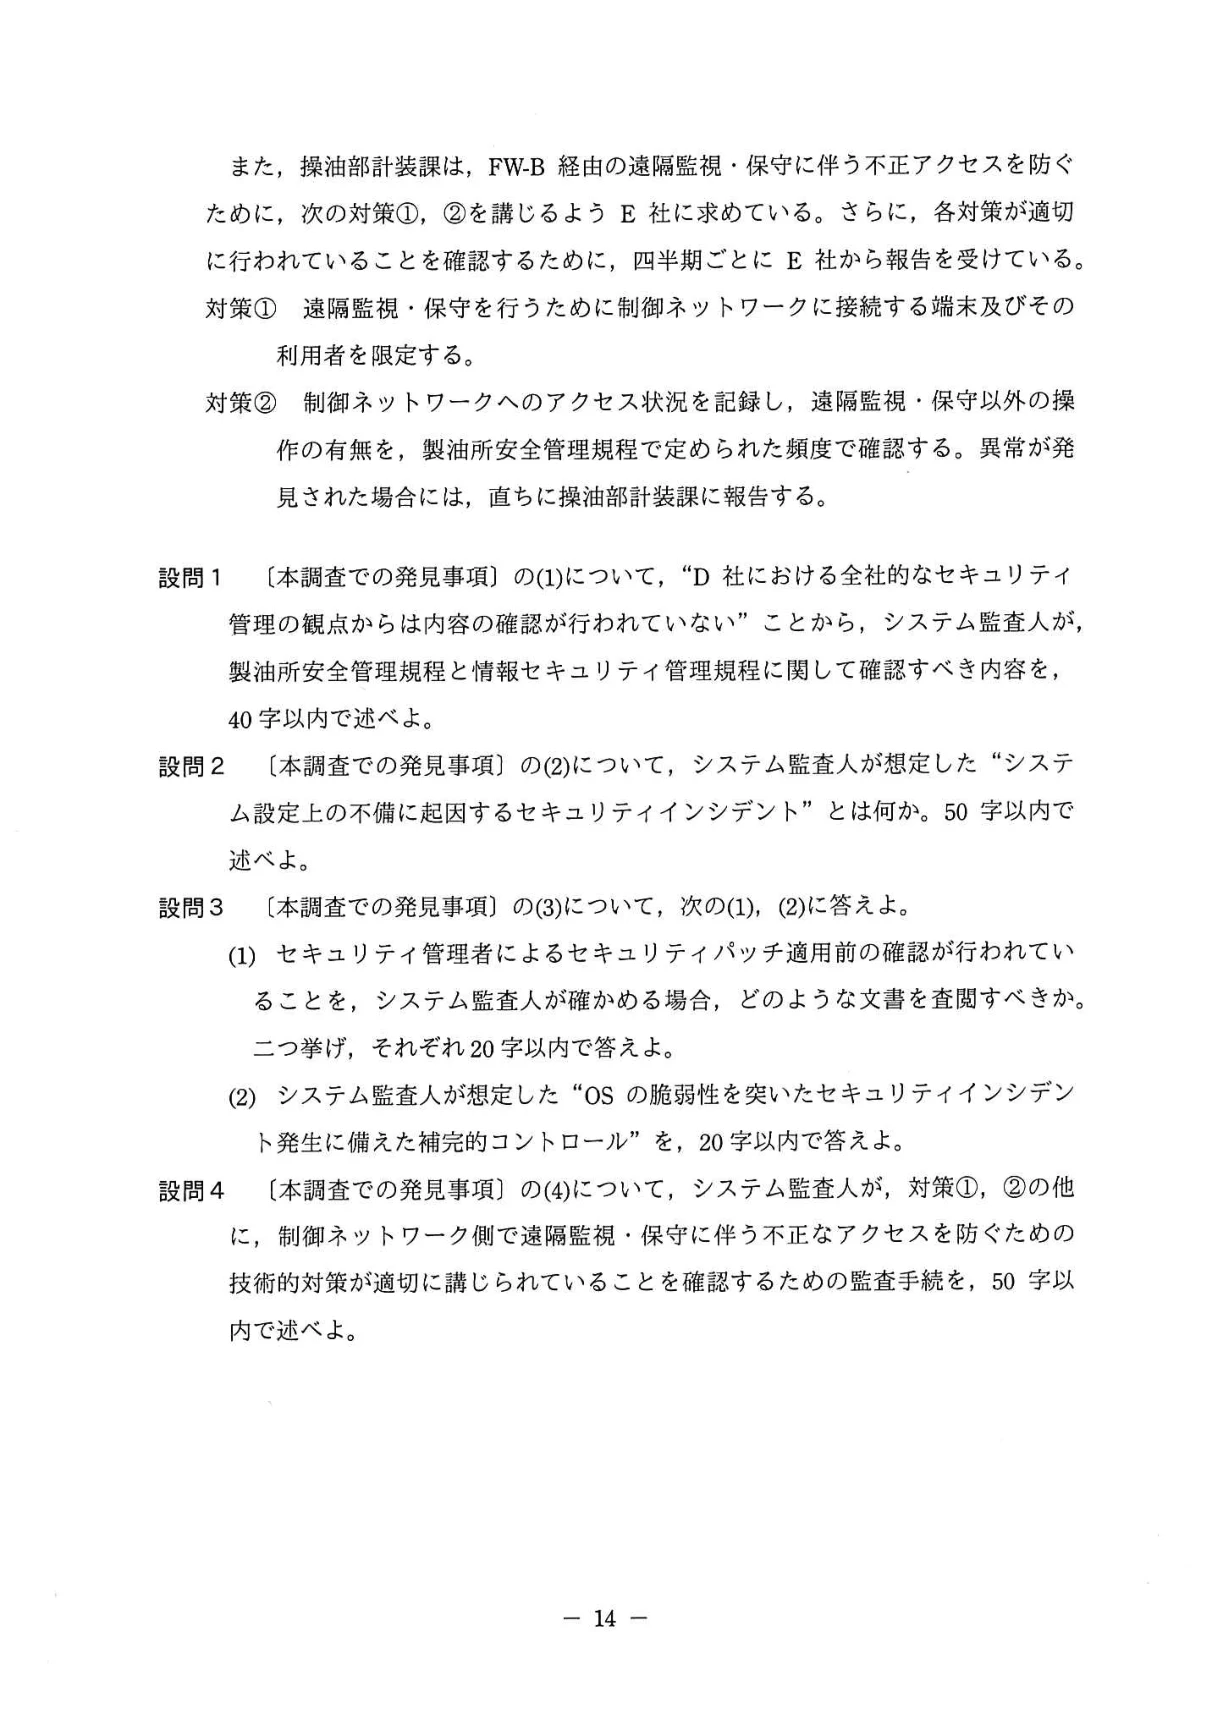 また，操油部計装課は，FW-B 経由の遠隔監視・保守に伴う不正アクセスを防ぐ
ために，次の対策①，②を講じるよう E 社に求めている。さらに，各対策が適切
に行われていることを確認するために，四半期ごとに E 社から報告を受けている。
対策① 遠隔監視・保守を行うために制御ネットワークに接続する端末及びその
利用者を限定する。
対策② 制御ネットワークへのアクセス状況を記録し，遠隔監視・保守以外の操
作の有無を，製油所安全管理規程で定められた頻度で確認する。異常が発
見された場合には，直ちに操油部計装課に報告する。
設問1 〔本調査での発見事項〕の(1)について，“D 社における全社的なセキュリティ
管理の観点からは内容の確認が行われていない”ことから，システム監査人が，
製油所安全管理規程と情報セキュリティ管理規程に関して確認すべき内容を，
40 字以内で述べよ。
設問2 〔本調査での発見事項〕の(2)について，システム監査人が想定した“システ
ム設定上の不備に起因するセキュリティインシデント”とは何か。50 字以内で
述べよ。
設問3 〔本調査での発見事項〕の(3)について，次の(1)，(2)に答えよ。
(1) セキュリティ管理者によるセキュリティパッチ適用前の確認が行われてい
ることを，システム監査人が確かめる場合，どのような文書を査閲すべきか。
二つ挙げ，それぞれ 20 字以内で答えよ。
(2) システム監査人が想定した“OS の脆弱性を突いたセキュリティインシデン
ト発生に備えた補完的コントロール”を，20 字以内で答えよ。
設問4 〔本調査での発見事項〕の(4)について，システム監査人が，対策①，②の他
に，制御ネットワーク側で遠隔監視・保守に伴う不正なアクセスを防ぐための
技術的対策が適切に講じられていることを確認するための監査手続を，50 字以
内で述べよ。
－ 14 －